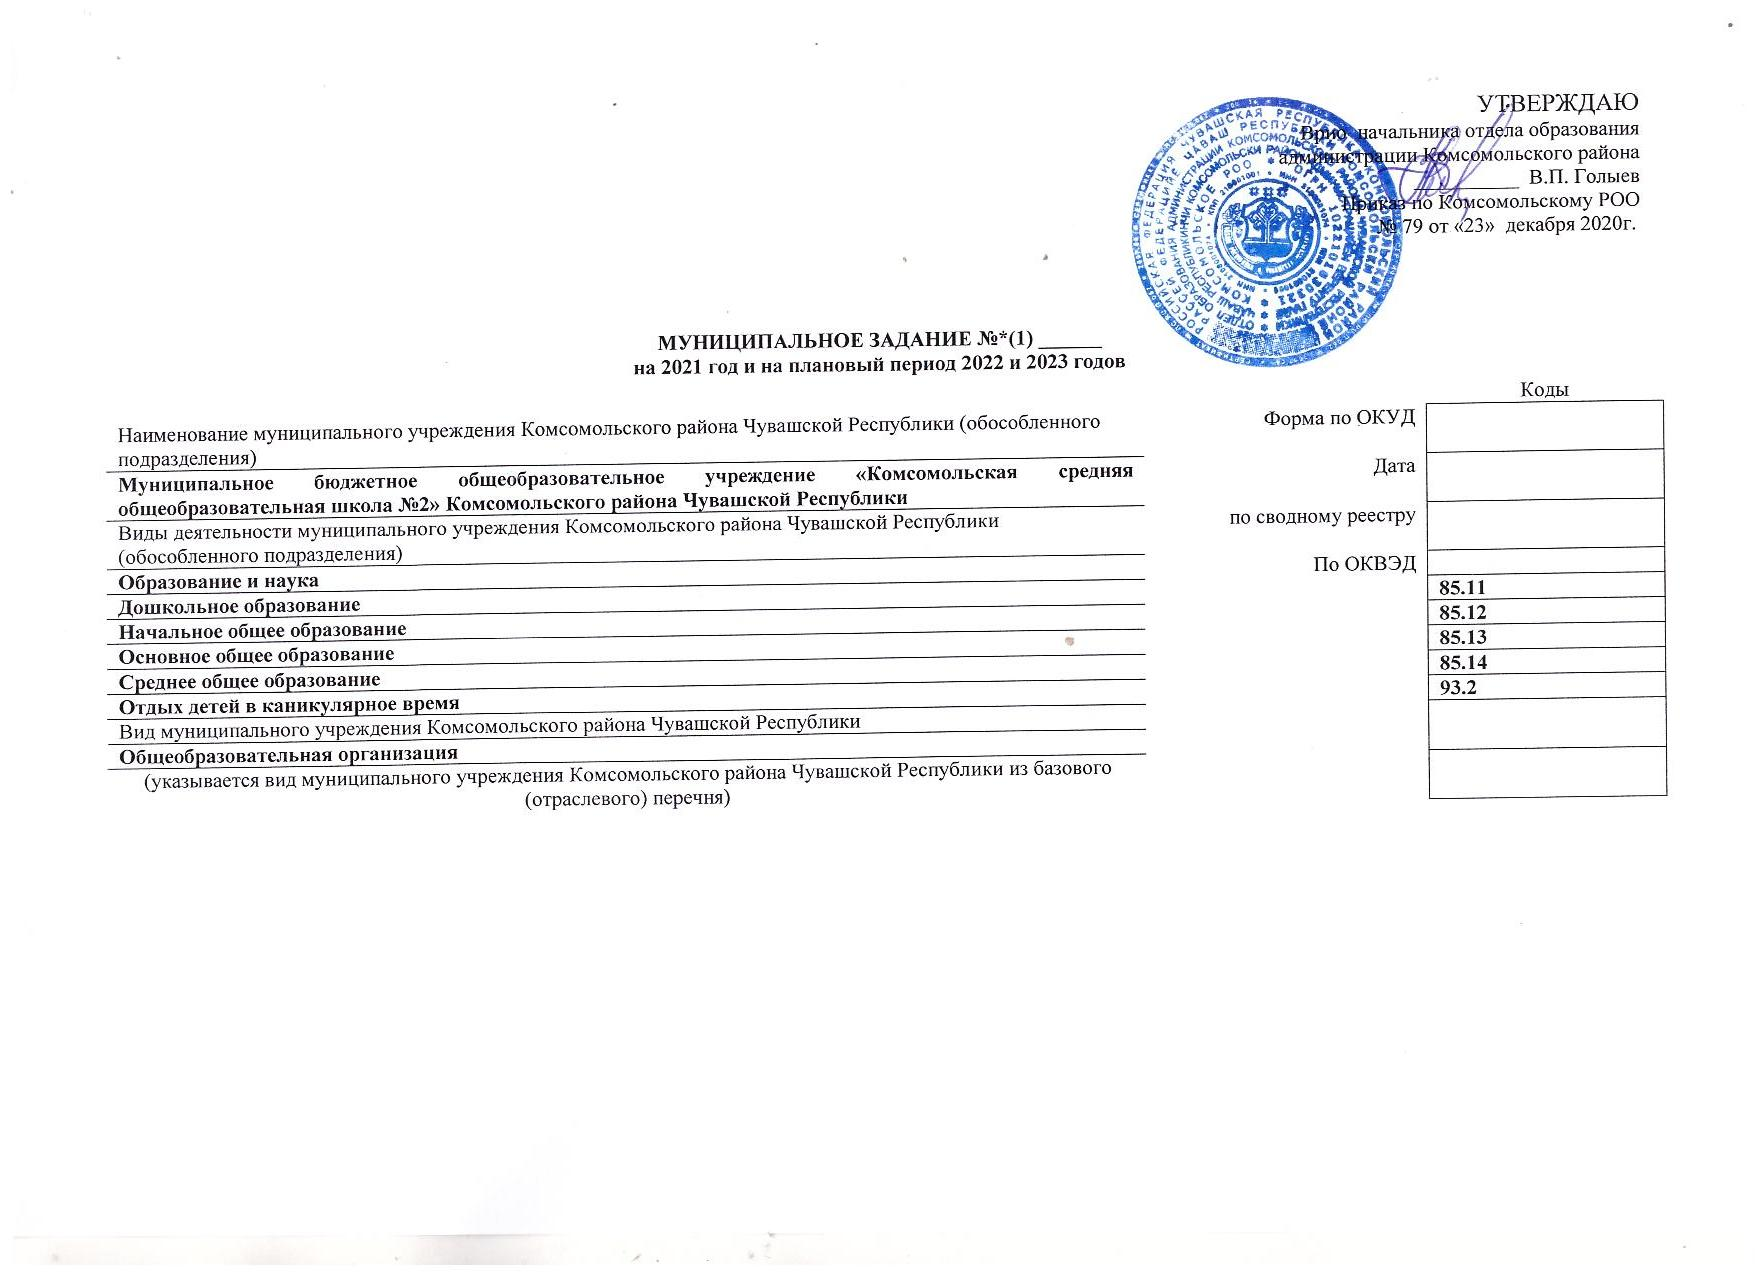 УТВЕРЖДАЮ
Врио начальника отдела образования
администрации Комсомольского района
__________ В.П. Голыев
Приказ по Комсомольскому РОО
№ 79 от «23» декабря 2020г.
МУНИЦИПАЛЬНОЕ ЗАДАНИЕ №*(1) ______
на 2021 год и на плановый период 2022 и 2023 годов
Коды
Наименование муниципального учреждения Комсомольского района Чувашской Республики (обособленного
подразделения)
Форма по ОКУД
Муниципальное бюджетное общеобразовательное учреждение «Комсомольская средняя
общеобразовательная школа №2» Комсомольского района Чувашской Республики
Дата
Виды деятельности муниципального учреждения Комсомольского района Чувашской Республики
(обособленного подразделения)
по сводному реестру
Образование и наука
По ОКВЭД
Дошкольное образование
85.11
Начальное общее образование
85.12
Основное общее образование
85.13
Среднее общее образование
85.14
Отдых детей в каникулярное время
93.2
Вид муниципального учреждения Комсомольского района Чувашской Республики
Общеобразовательная организация
(указывается вид муниципального учреждения Комсомольского района Чувашской Республики из базового
(отраслевого) перечня)